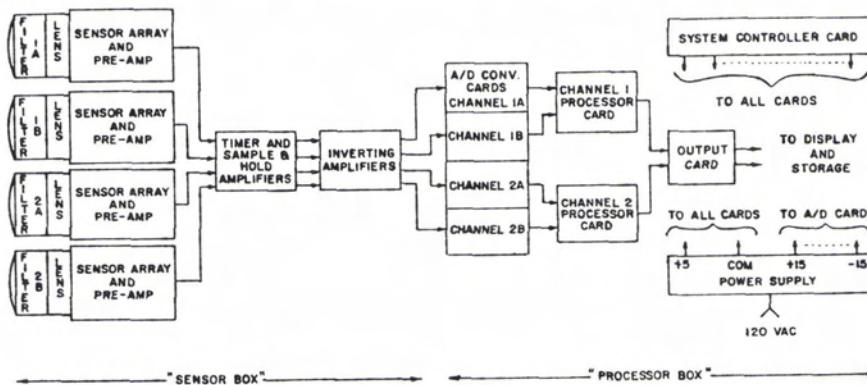 FILTER
1A
LENS
SENSOR ARRAY
AND
PRE-AMP
FILTER
1B
LENS
SENSOR ARRAY
AND
PRE-AMP
FILTER
2A
LENS
SENSOR ARRAY
AND
PRE-AMP
FILTER
2B
LENS
SENSOR ARRAY
AND
PRE-AMP
TIMER AND
SAMPLE &
HOLD
AMPLIFIERS
INVERTING
AMPLIFIERS
A/D CONV.
CARDS
CHANNEL 1A
CHANNEL 1B
CHANNEL 2A
CHANNEL 2B
CHANNEL 1
PROCESSOR
CARD
CHANNEL 2
PROCESSOR
CARD
SYSTEM CONTROLLER CARD
TO ALL CARDS
OUTPUT
CARD
TO DISPLAY
AND
STORAGE
TO ALL CARDS
TO A/D CARD
+5 COM +15 -15
POWER SUPPLY
120 VAC
"SENSOR BOX"
"PROCESSOR BOX"